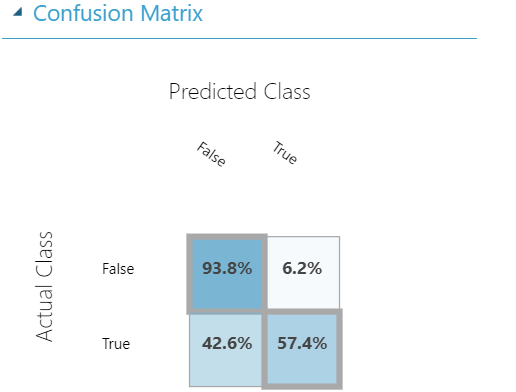 Confusion Matrix
Predicted Class
False True
Actual Class
False 93.8% 6.2%
True 42.6% 57.4%